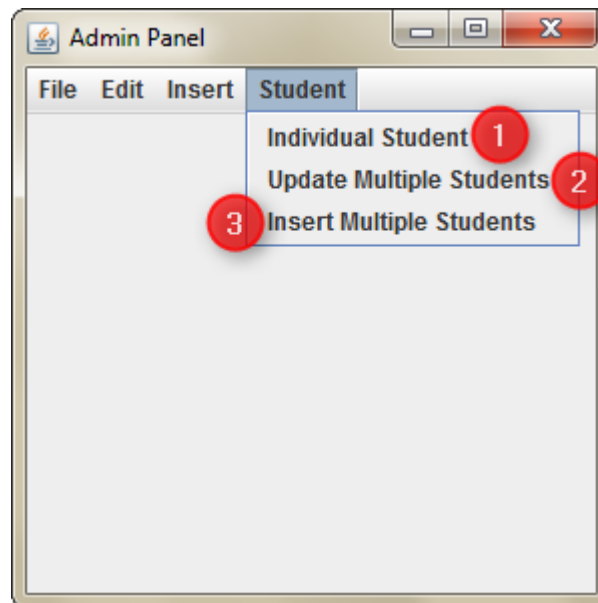 Admin Panel
File Edit Insert Student
Individual Student 1
Update Multiple Students 2
3 Insert Multiple Students